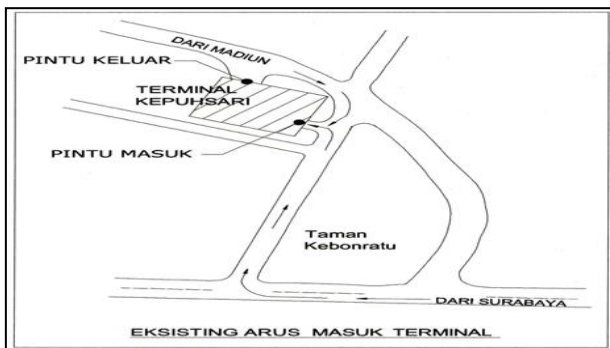 DARI MADIUN
PINTU KELUAR
TERMINAL
KEPUHSARI
PINTU MASUK
Taman
Kebonratu
DARI SURABAYA
EKSISTING ARUS MASUK TERMINAL